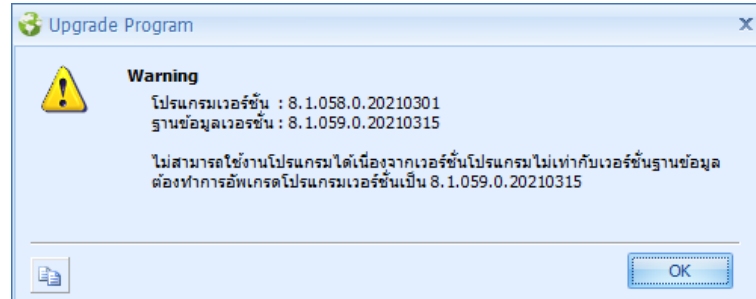 Upgrade Program
Warning
โปรแกรมเวอร์ชั่น : 8.1.058.0.20210301
ฐานข้อมูลเวอรชั่น : 8.1.059.0.20210315
ไม่สามารถใช้งานโปรแกรมได้เนื่องจากเวอร์ชั่นโปรแกรมไม่เท่ากับเวอร์ชั่นฐานข้อมูล
ต้องทำการอัพเกรดโปรแกรมเวอร์ชั่นเป็น 8.1.059.0.20210315
OK